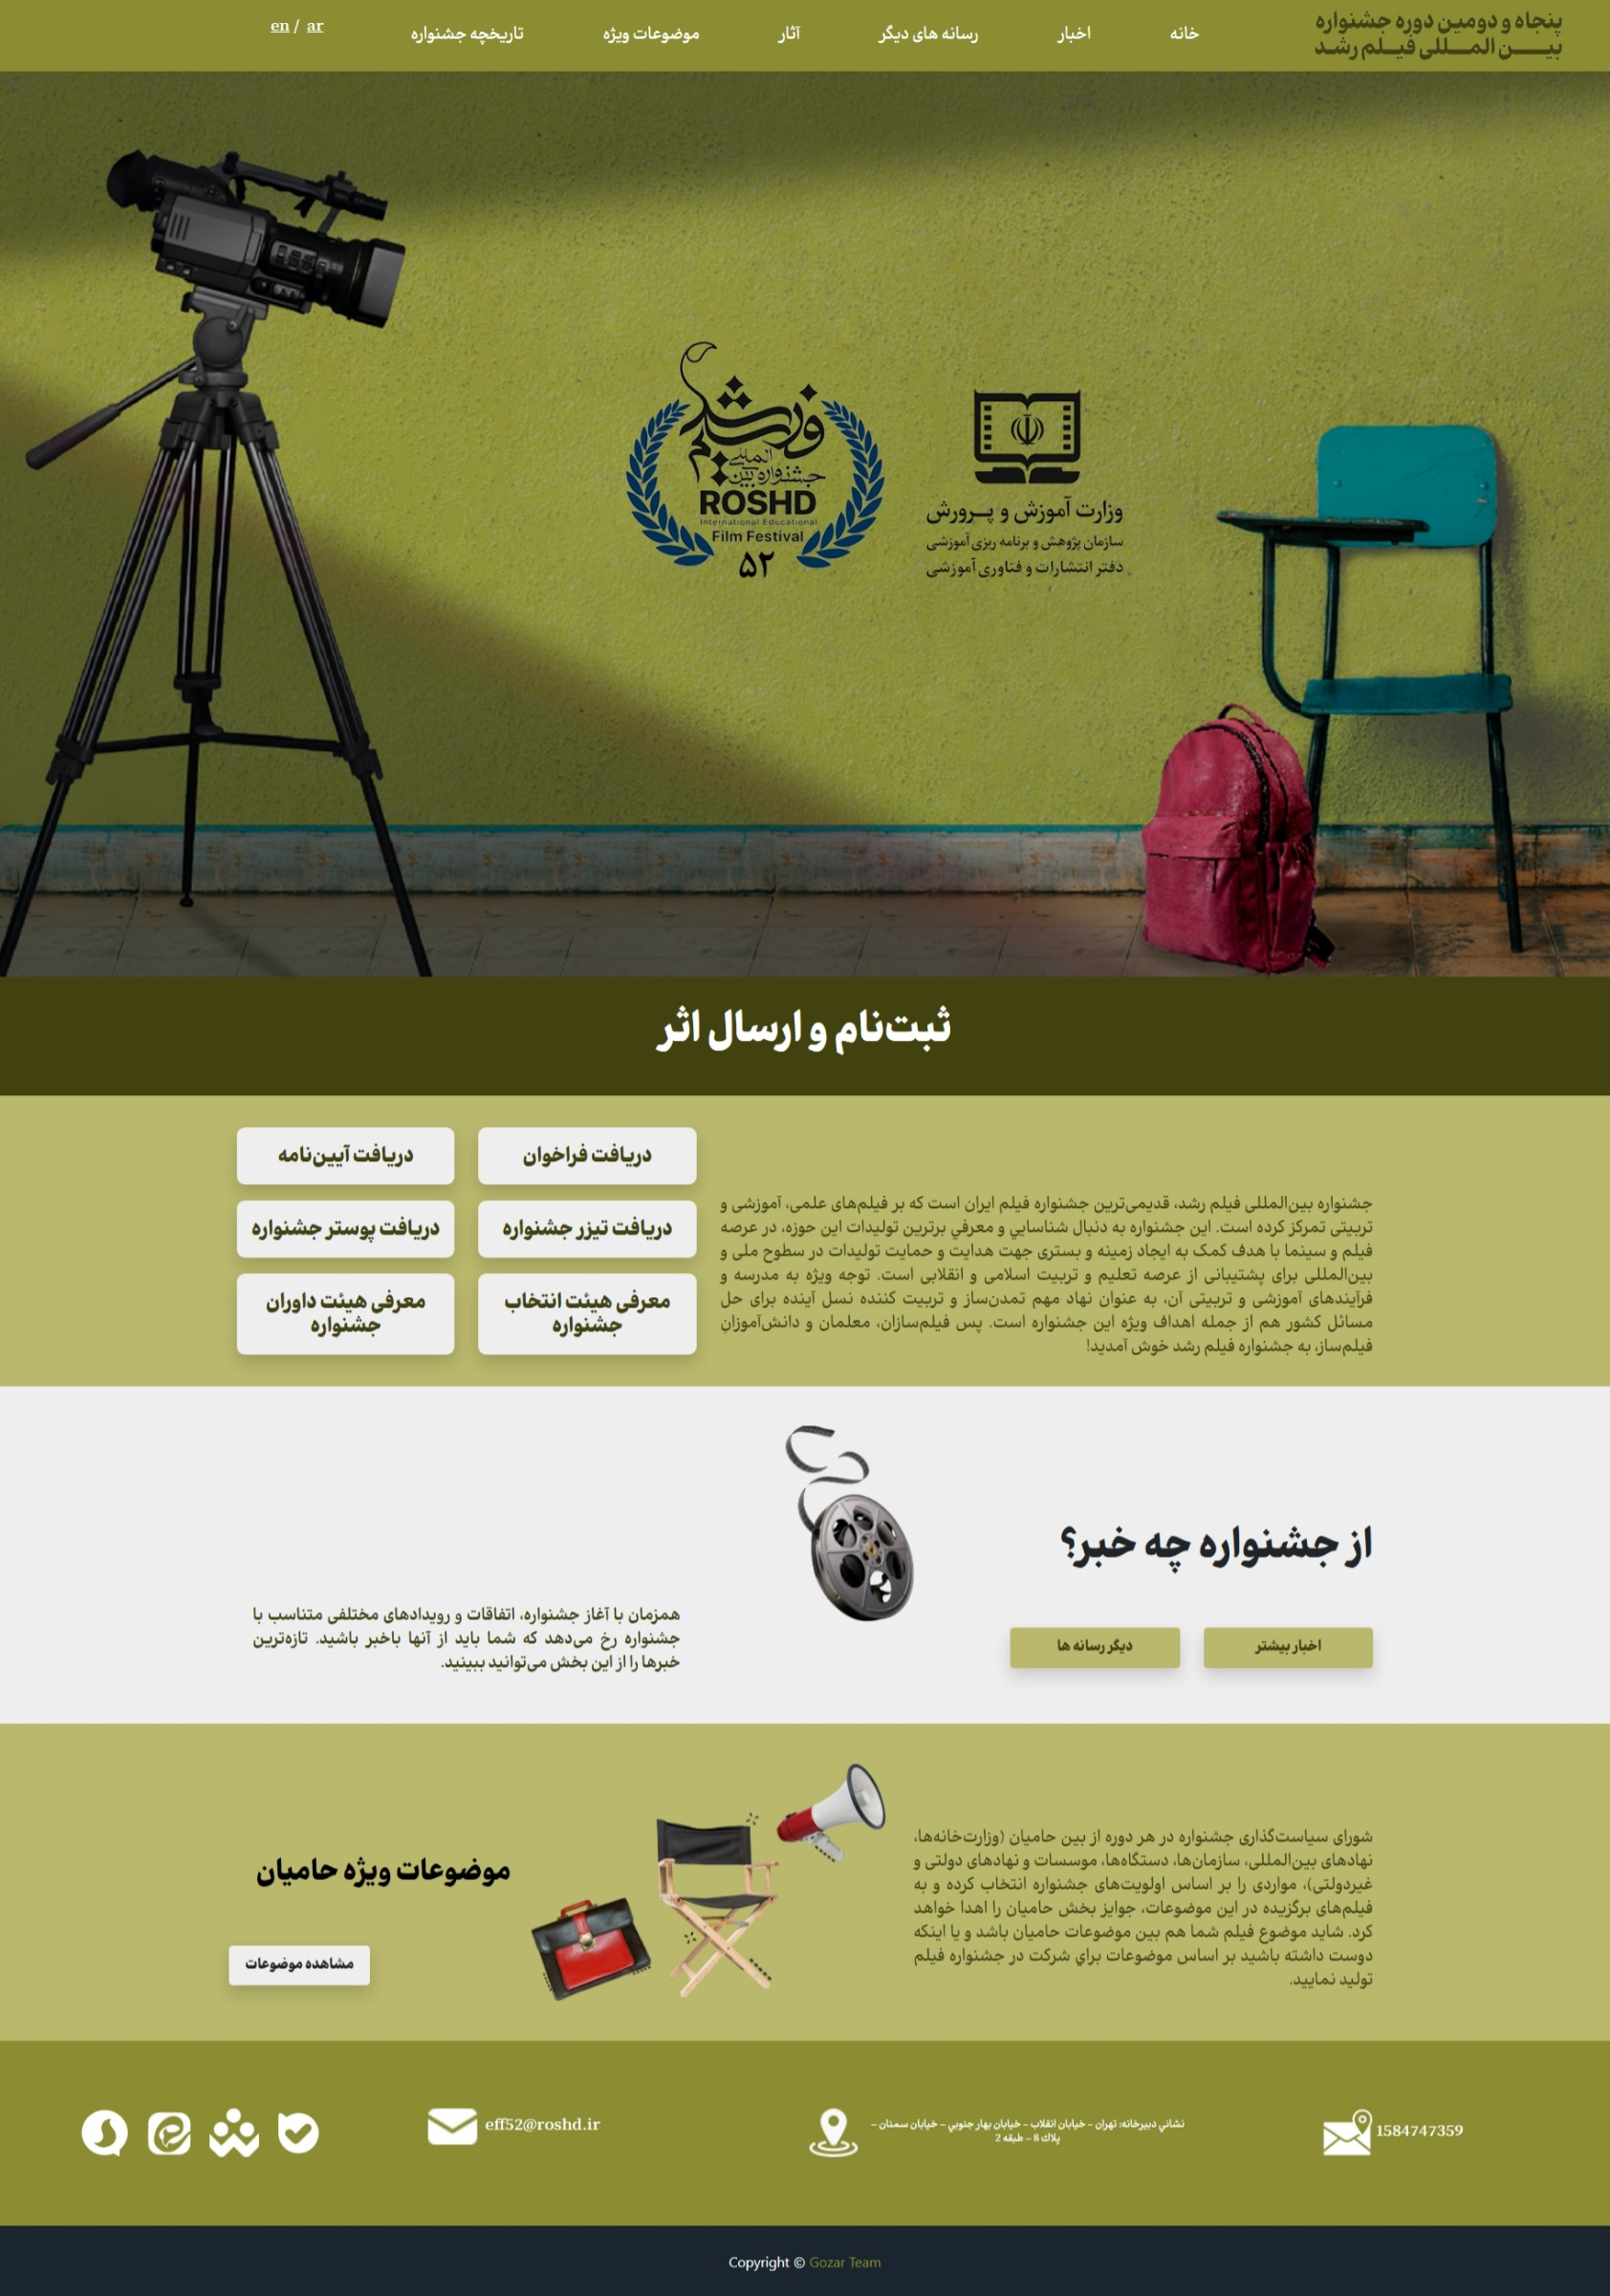 پنجاه و دومین دوره جشنواره
بیــن المــللی فیــلم رشـد
خانه
اخبار
رسانه های دیگر
آثار
موضوعات ویژه
تاریخچه جشنواره
en / ar
وزارت آموزش و پــرورش
سازمان پژوهش و برنامه ریزی آموزشی
دفتر انتشارات و فناوری آموزشی
جشنواره بین المللی
فیلم رشد
ROSHD
International Educational
Film Festival
۵۲
ثبت‌نام و ارسال اثر
دریافت فراخوان
دریافت آیین‌نامه
دریافت تیزر جشنواره
دریافت پوستر جشنواره
معرفی هیئت انتخاب
جشنواره
معرفی هیئت داوران
جشنواره
جشنواره بین‌المللی فیلم رشد، قدیمی‌ترین جشنواره فیلم ایران است که بر فیلم‌های علمی، آموزشی و
تربیتی تمرکز کرده است. این جشنواره به دنبال شناسايي و معرفي برترین تولیدات این حوزه، در عرصه
فیلم و سینما با هدف کمک به ایجاد زمینه و بستری جهت هدایت و حمایت تولیدات در سطوح ملی و
بین‌المللی برای پشتیبانی از عرصه تعلیم و تربیت اسلامی و انقلابی است. توجه ویژه به مدرسه و
فرآیندهای آموزشی و تربیتی آن، به عنوان نهاد مهم تمدن‌ساز و تربیت کننده نسل آینده برای حل
مسائل کشور هم از جمله اهداف ویژه این جشنواره است. پس فیلم‌سازان، معلمان و دانش‌آموزانِ
فیلم‌ساز، به جشنواره فیلم رشد خوش آمدید!
از جشنواره چه خبر؟
اخبار بیشتر
دیگر رسانه ها
همزمان با آغاز جشنواره، اتفاقات و رویدادهای مختلفی متناسب با
جشنواره رخ می‌دهد که شما باید از آنها باخبر باشید. تازه‌ترین
خبرها را از این بخش می‌توانید ببینید.
شورای سیاست‌گذاری جشنواره در هر دوره از بین حامیان (وزارت‌خانه‌ها،
نهادهای بین‌المللی، سازمان‌ها، دستگاه‌ها، موسسات و نهادهای دولتی و
غیردولتی)، مواردی را بر اساس اولویت‌های جشنواره انتخاب کرده و به
فیلم‌های برگزیده در این موضوعات، جوایز بخش حامیان را اهدا خواهد
کرد. شاید موضوع فیلم شما هم بین موضوعات حامیان باشد و یا اینکه
دوست داشته باشید بر اساس موضوعات براي شرکت در جشنواره فیلم
تولید نمایید.
موضوعات ویژه حامیان
مشاهده موضوعات
1584747359
نشاني دبیرخانه: تهران – خیابان انقلاب – خیابان بهار جنوبي – خیابان سمنان –
پلاك 8 – طبقه 2
eff52@roshd.ir
Copyright © Gozar Team